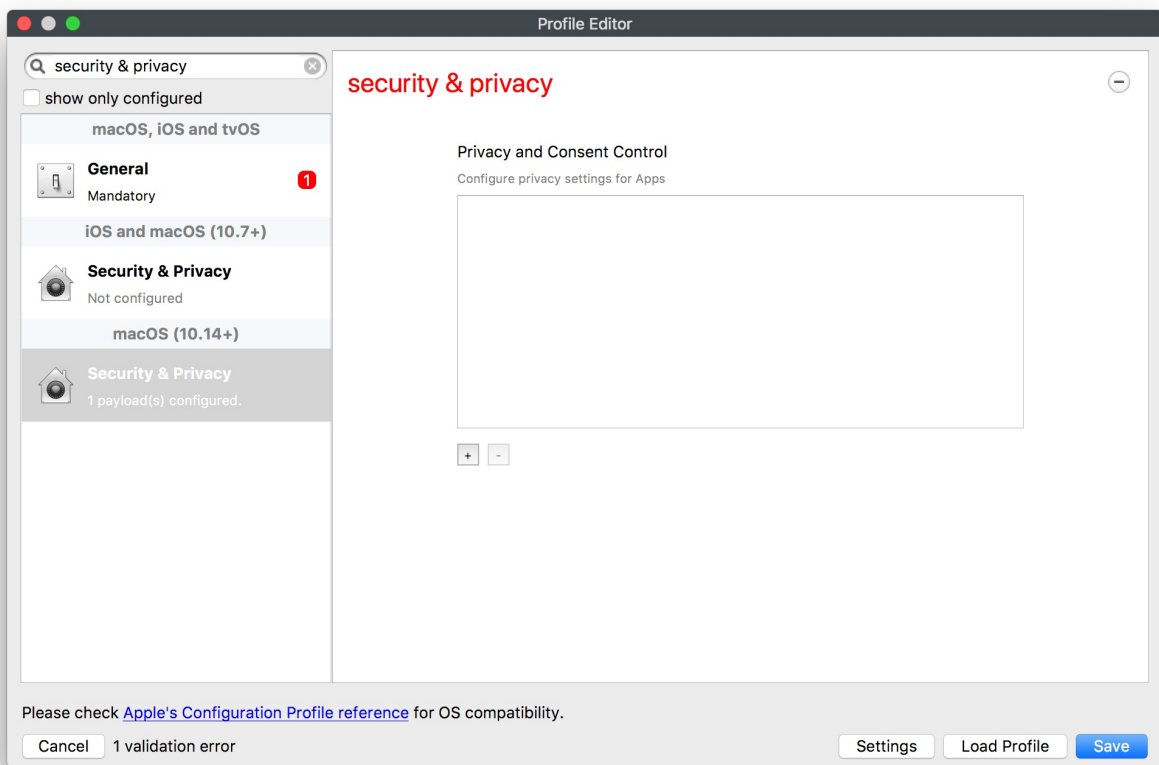 Profile Editor
security & privacy
show only configured
macOS, iOS and tvOS
General
Mandatory
1
iOS and macOS (10.7+)
Security & Privacy
Not configured
macOS (10.14+)
Security & Privacy
1 payload(s) configured.
security & privacy
Privacy and Consent Control
Configure privacy settings for Apps
+ -
Please check Apple's Configuration Profile reference for OS compatibility.
Cancel 1 validation error Settings Load Profile Save